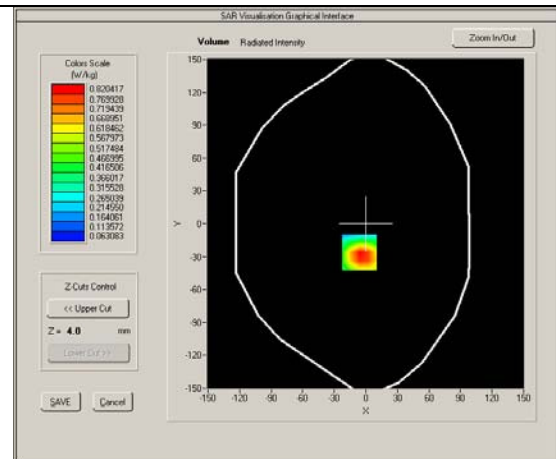 SAR Visualisation Graphical Interface
Volume Radiated Intensity
Zoom In/Out
Colors Scale
(W/kg)
0.820417
0.769928
0.719439
0.668951
0.618462
0.567973
0.517484
0.466995
0.416506
0.366017
0.315528
0.265039
0.214550
0.164061
0.113572
0.063083
Z-Cuts Control
<< Upper Cut
Z = 4.0 mm
Lower Cut >>
SAVE Cancel
150-
120-
90-
60-
30-
0-
-30-
-60-
-90-
-120-
-150-
Y
-150 -120 -90 -60 -30 0 30 60 90 120 150
X